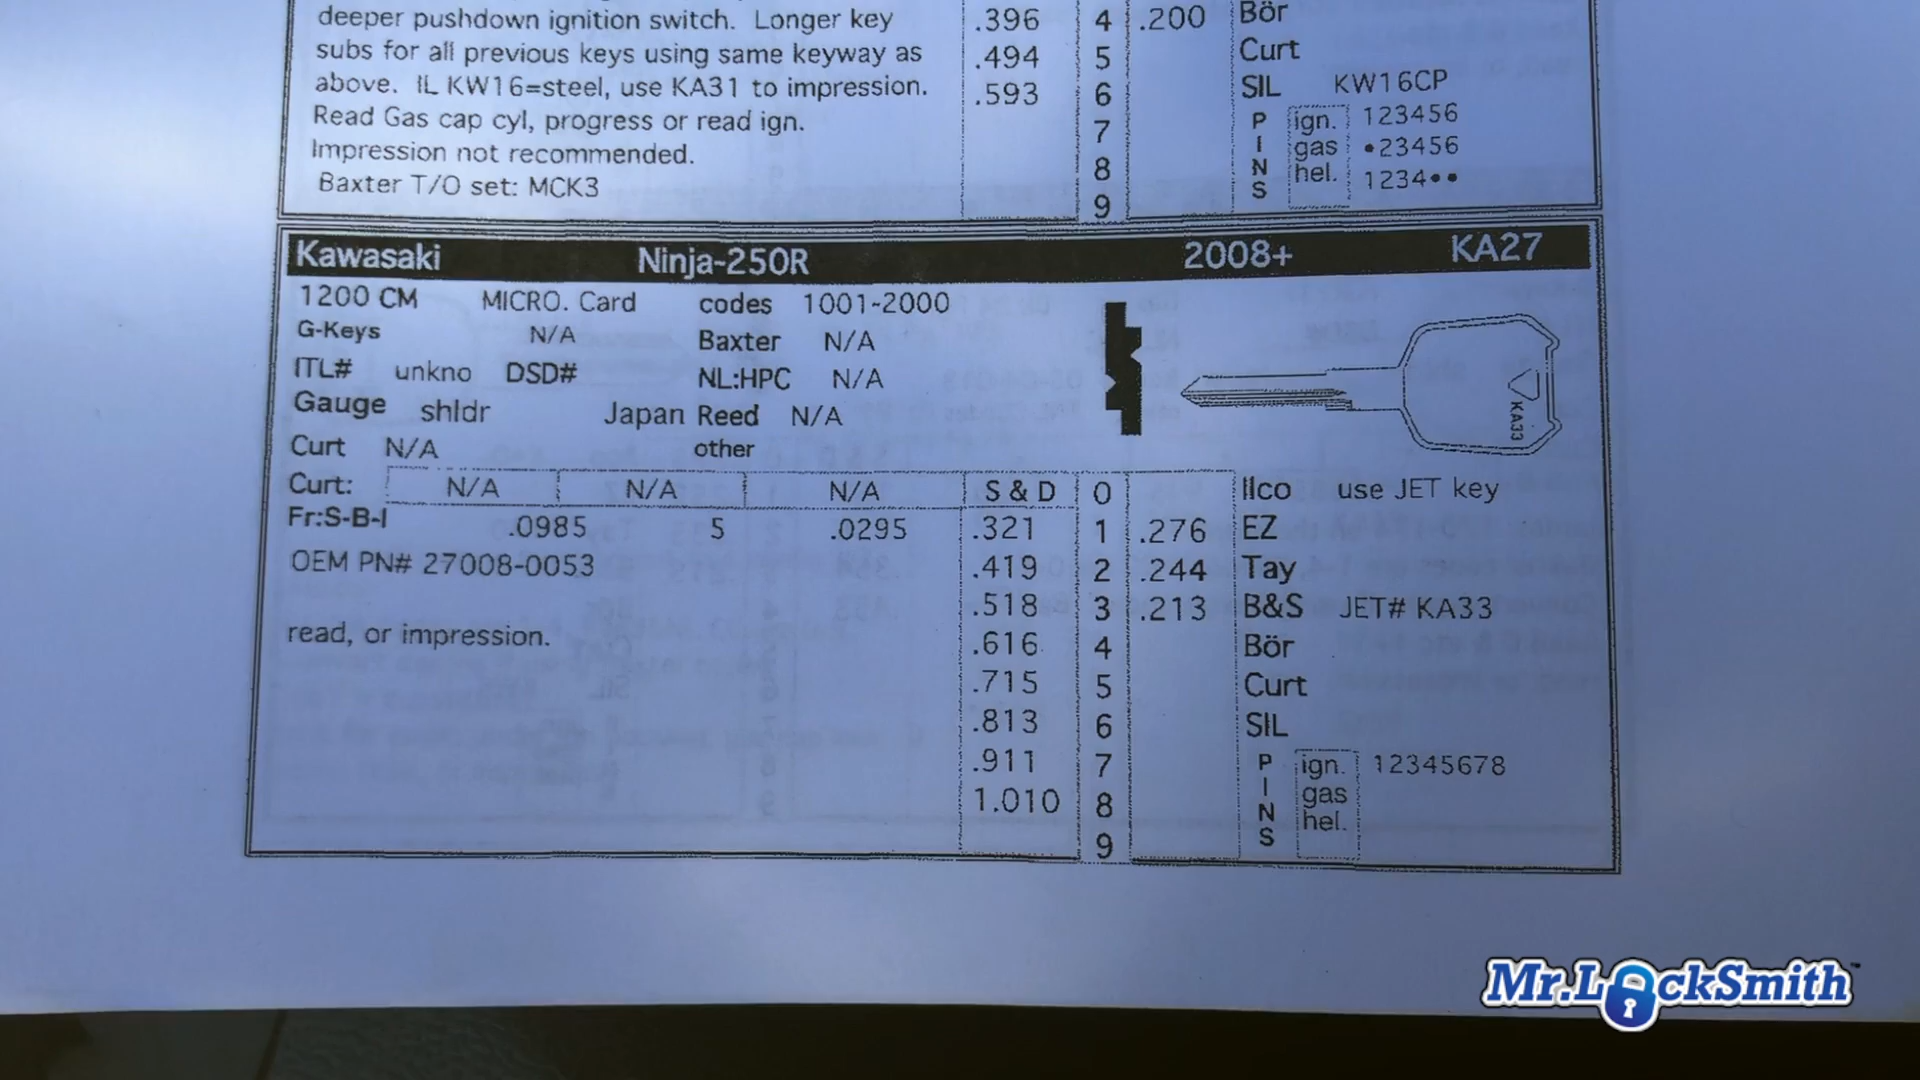 deeper pushdown ignition switch. Longer key
subs for all previous keys using same keyway as
above. IL KW16=steel, use KA31 to impression.
Read Gas cap cyl, progress or read ign.
Impression not recommended.
Baxter T/O set: MCK3
.396 4 .200 Bör
.494 5 Curt
.593 6 SIL KW16CP
7 PINS ign. 123456
8 gas •23456
9 hel. 1234••
Kawasaki Ninja-250R 2008+ KA27
1200 CM MICRO. Card codes 1001-2000
G-Keys N/A Baxter N/A
ITL# unkno DSD# NL:HPC N/A
Gauge shldr Japan Reed N/A
Curt N/A other
KA33
Curt: N/A N/A N/A S & D 0 Ilco use JET key
Fr:S-B-I .0985 5 .0295 .321 1 .276 EZ
OEM PN# 27008-0053 .419 2 .244 Tay
.518 3 .213 B&S JET# KA33
read, or impression. .616 4 Bör
.715 5 Curt
.813 6 SIL
.911 7 PINS ign. 12345678
1.010 8 gas
9 hel.
Mr.LockSmith™